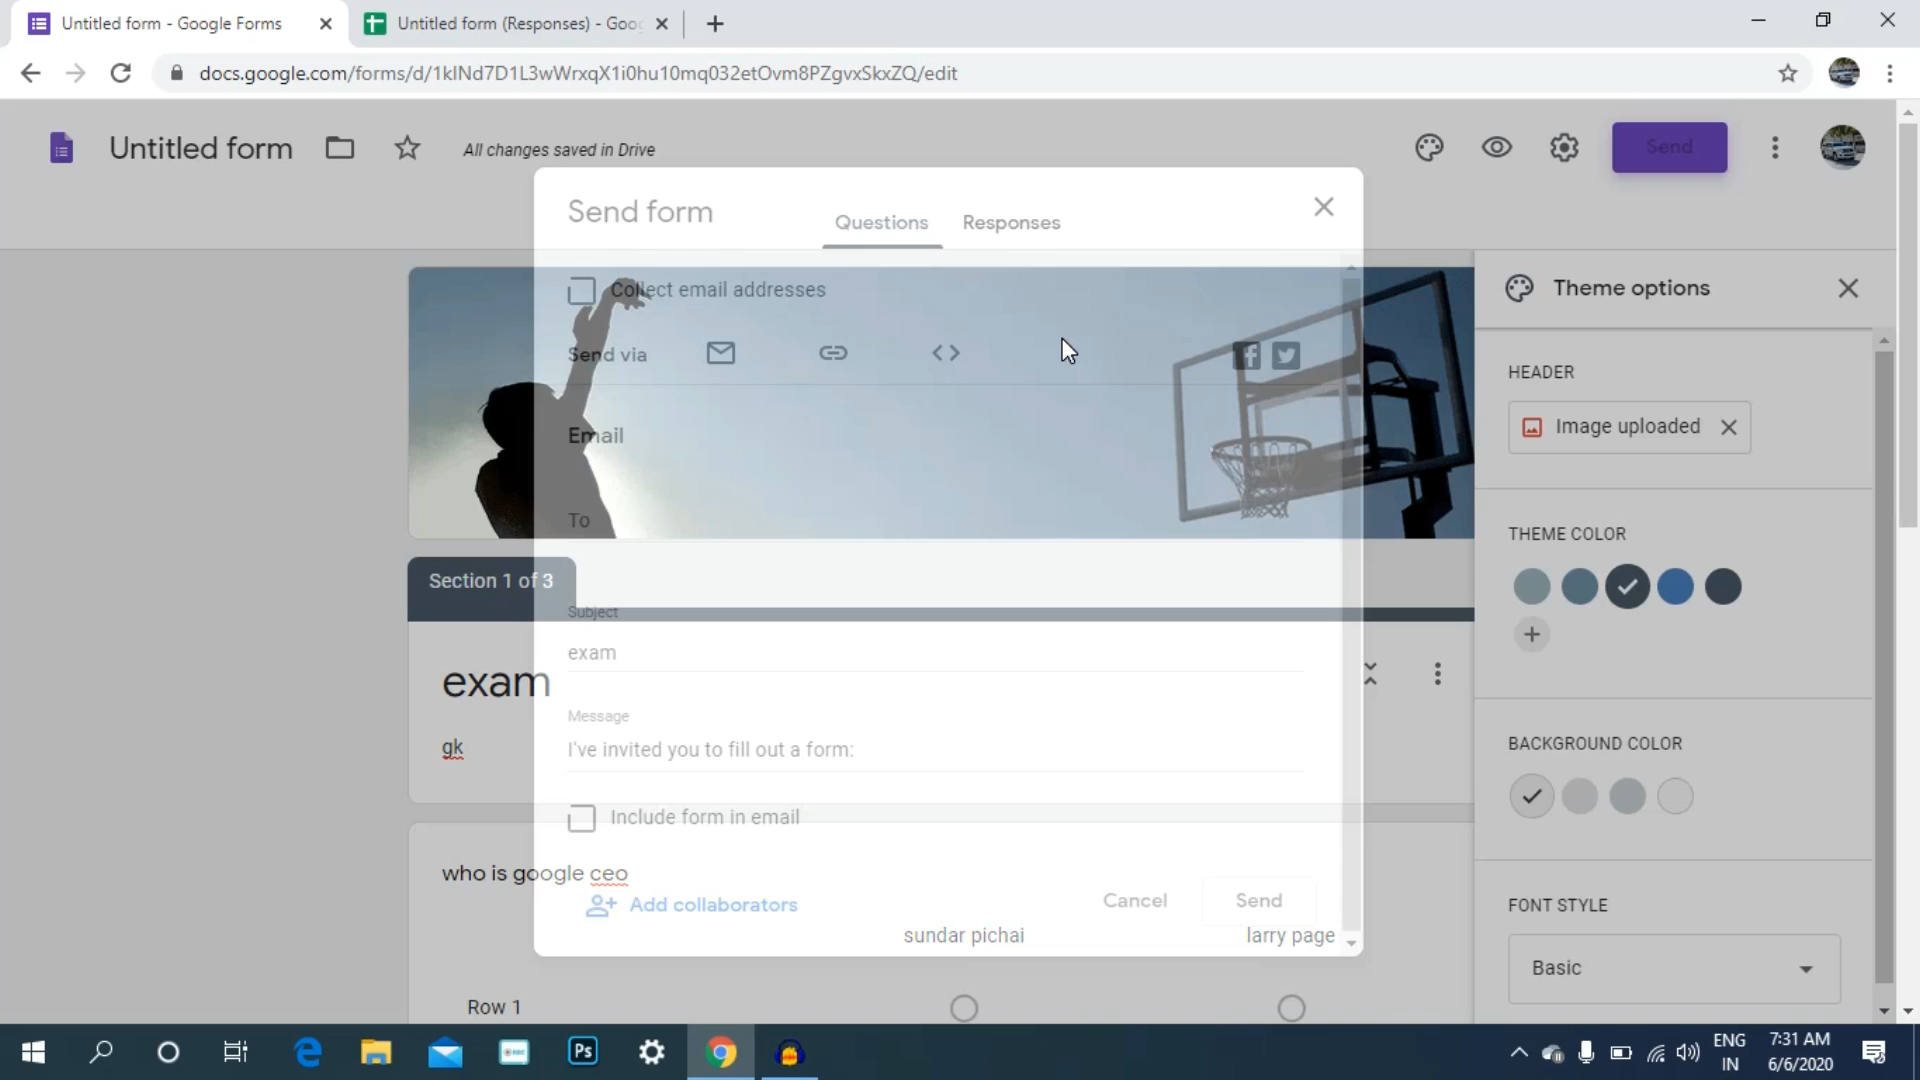 Untitled form - Google Forms
Untitled form (Responses) - Goog
docs.google.com/forms/d/1kINd7D1L3wWrxqX1i0hu10mq032etOvm8PZgvxSkxZQ/edit
Untitled form
All changes saved in Drive
Send
Send form
Questions
Responses
Collect email addresses
Theme options
Send via
HEADER
Image uploaded
Email
To
THEME COLOR
Section 1 of 3
Subject
exam
exam
Message
gk
I've invited you to fill out a form:
BACKGROUND COLOR
Include form in email
who is google ceo
Add collaborators
Cancel
Send
FONT STYLE
sundar pichai
larry page
Basic
Row 1
Ps
ENG
IN
7:31 AM
6/6/2020